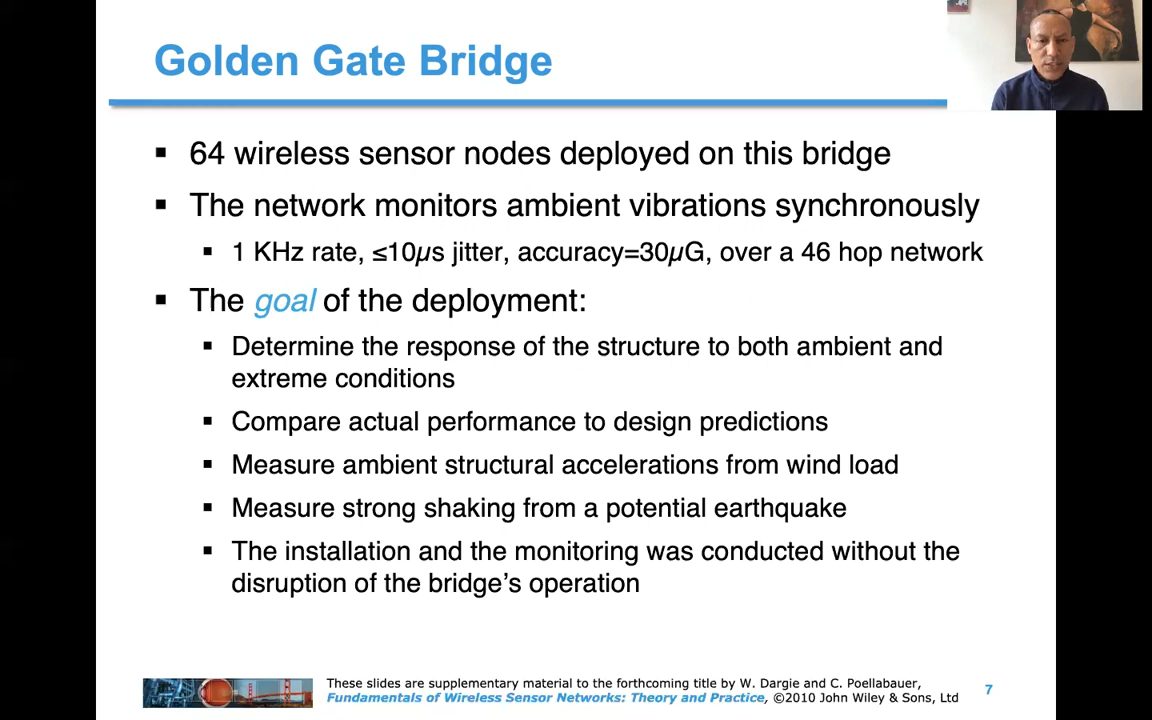 Golden Gate Bridge
▪ 64 wireless sensor nodes deployed on this bridge
▪ The network monitors ambient vibrations synchronously
▪ 1 KHz rate, ≤10µs jitter, accuracy=30µG, over a 46 hop network
▪ The goal of the deployment:
▪ Determine the response of the structure to both ambient and
extreme conditions
▪ Compare actual performance to design predictions
▪ Measure ambient structural accelerations from wind load
▪ Measure strong shaking from a potential earthquake
▪ The installation and the monitoring was conducted without the
disruption of the bridge’s operation
These slides are supplementary material to the forthcoming title by W. Dargie and C. Poellabauer,
Fundamentals of Wireless Sensor Networks: Theory and Practice, ©2010 John Wiley & Sons, Ltd
7